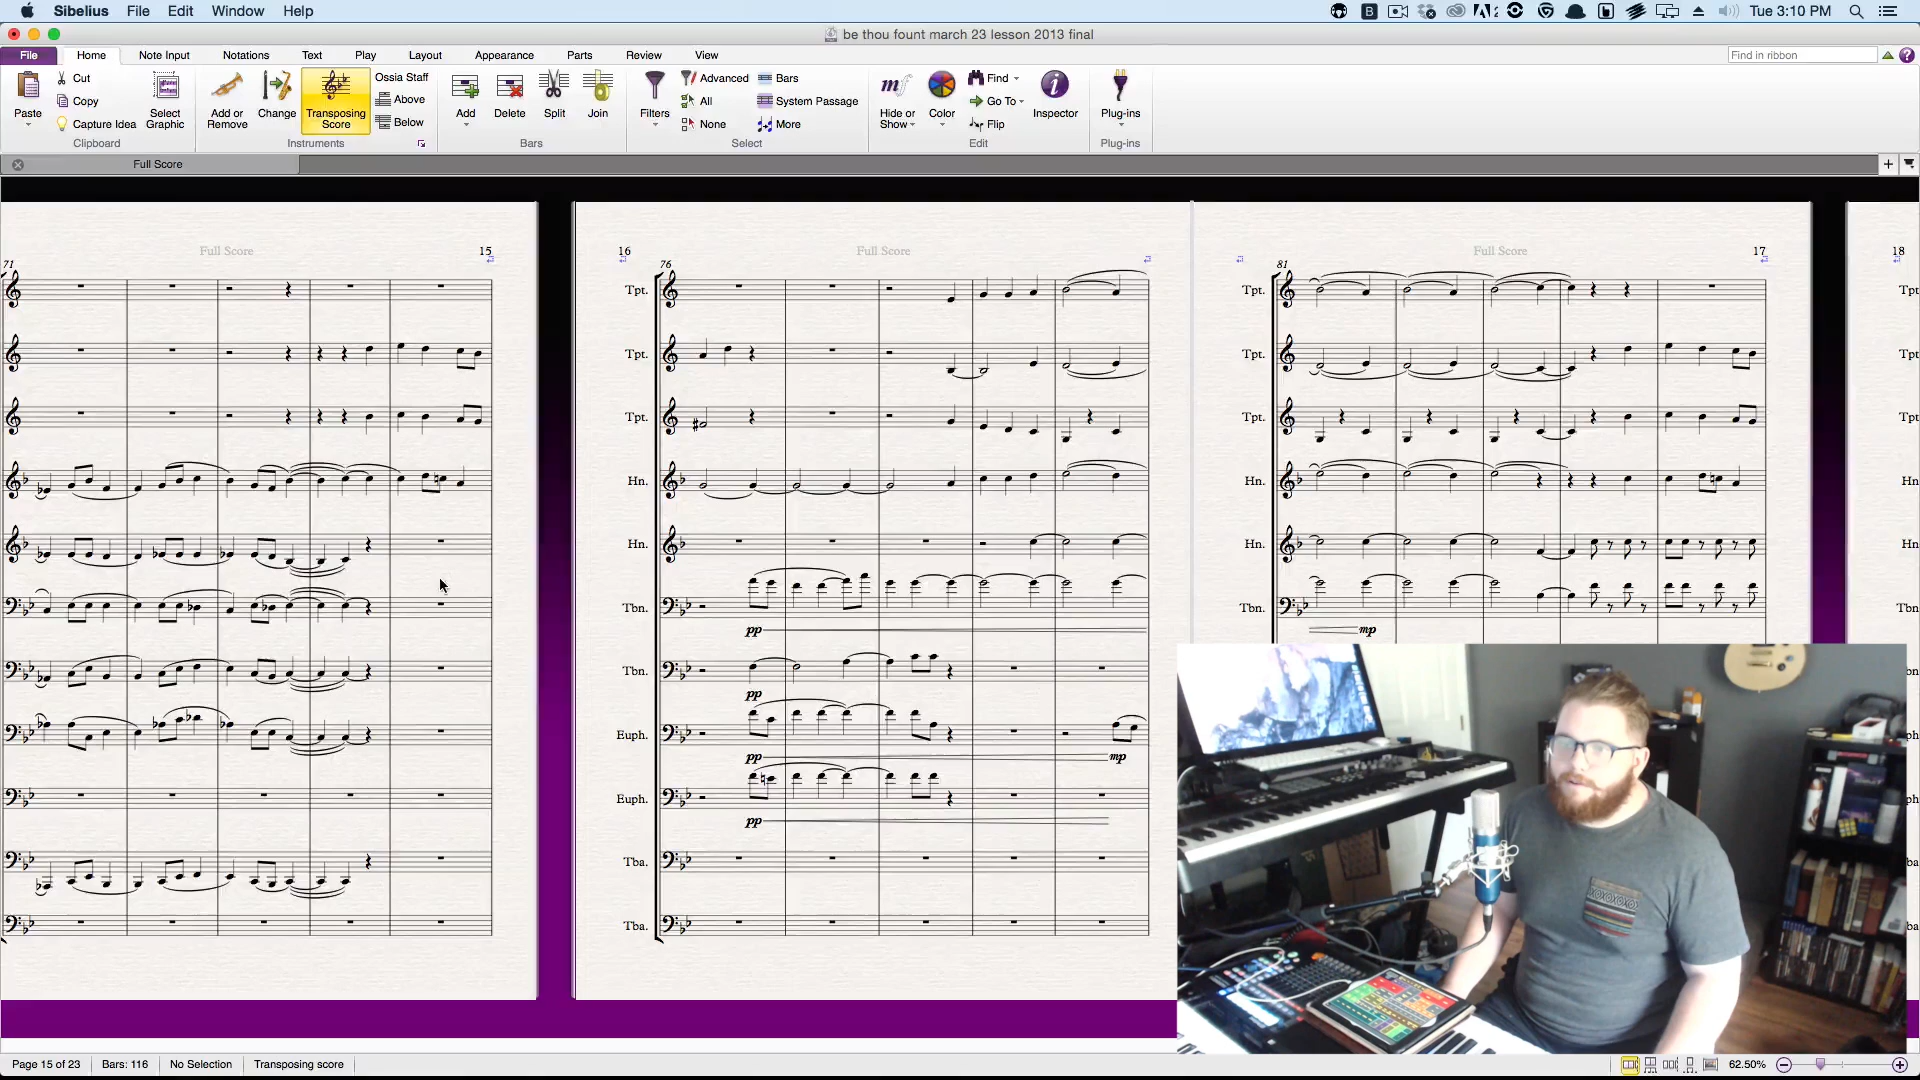 Sibelius File Edit Window Help
Tue 3:10 PM
be thou fount march 23 lesson 2013 final
File Home Note Input Notations Text Play Layout Appearance Parts Review View
Find in ribbon
Paste
Cut
Copy
Capture Idea
Select Graphic
Clipboard
Add or Remove
Change
Transposing Score
Ossia Staff
Above
Below
Instruments
Add
Delete
Split
Join
Bars
Filters
Advanced
All
None
Bars
System Passage
More
Select
Hide or Show
Color
Find
Go To
Flip
Inspector
Edit
Plug-ins
Plug-ins
Full Score
Full Score 15
71
16 Full Score
76
Tpt.
Tpt.
Tpt.
Hn.
Hn.
Tbn.
pp
Tbn.
pp
Euph.
pp mp
Euph.
pp
Tba.
Tba.
Full Score 17
81
Tpt.
Tpt.
Tpt.
Hn.
Hn.
Tbn.
mp
18
Page 15 of 23 Bars: 116 No Selection Transposing score
62.50%